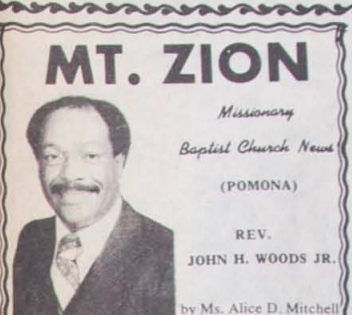 MT. ZION
Missionary
Baptist Church News
(POMONA)
REV.
JOHN H. WOODS JR.
by Ms. Alice D. Mitchell